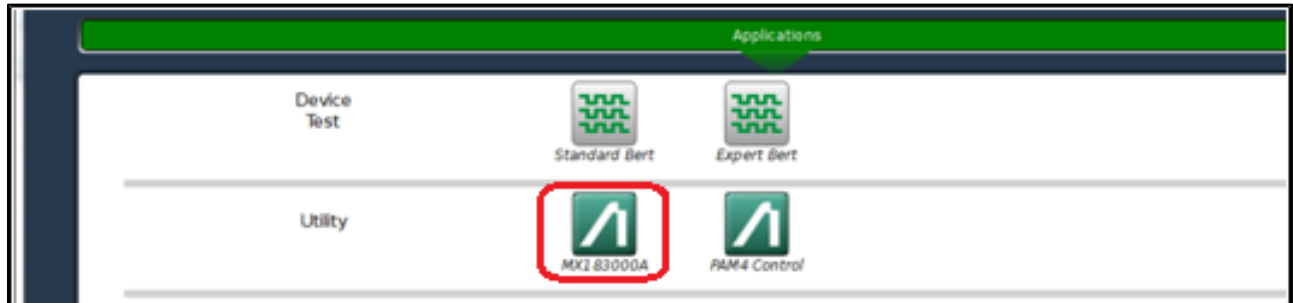 Applications
Device
Test
Standard Bert
Expert Bert
Utility
MX183000A
PAM4 Control